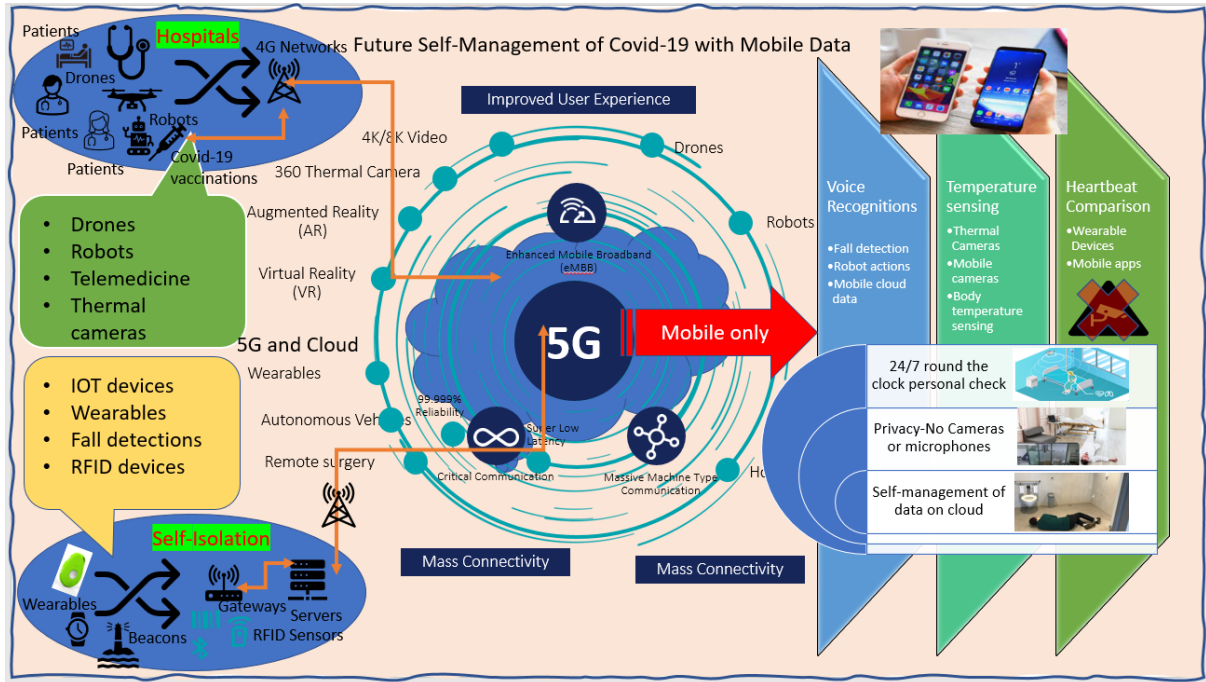 Future Self-Management of Covid-19 with Mobile Data
Hospitals
Patients
4G Networks
Drones
Patients
Robots
Patients
Covid-19
vaccinations
• Drones
• Robots
• Telemedicine
• Thermal
cameras
• IOT devices
• Wearables
• Fall detections
• RFID devices
Self-Isolation
Wearables
Gateways
Beacons
Servers
RFID Sensors
Improved User Experience
4K/8K Video
360 Thermal Camera
Augmented Reality
(AR)
Virtual Reality
(VR)
5G and Cloud
Wearables
Autonomous Vehicles
Remote surgery
Drones
Robots
Enhanced Mobile Broadband
(eMBB)
5G
99.999%
Reliability
Super Low
Latency
Critical Communication
Massive Machine Type
Communication
Mass Connectivity
Mass Connectivity
Mobile only
Voice
Recognitions
•Fall detection
•Robot actions
•Mobile cloud
data
Temperature
sensing
•Thermal
Cameras
•Mobile
cameras
•Body
temperature
sensing
Heartbeat
Comparison
•Wearable
Devices
•Mobile apps
24/7 round the
clock personal check
Privacy-No Cameras
or microphones
Self-management of
data on cloud